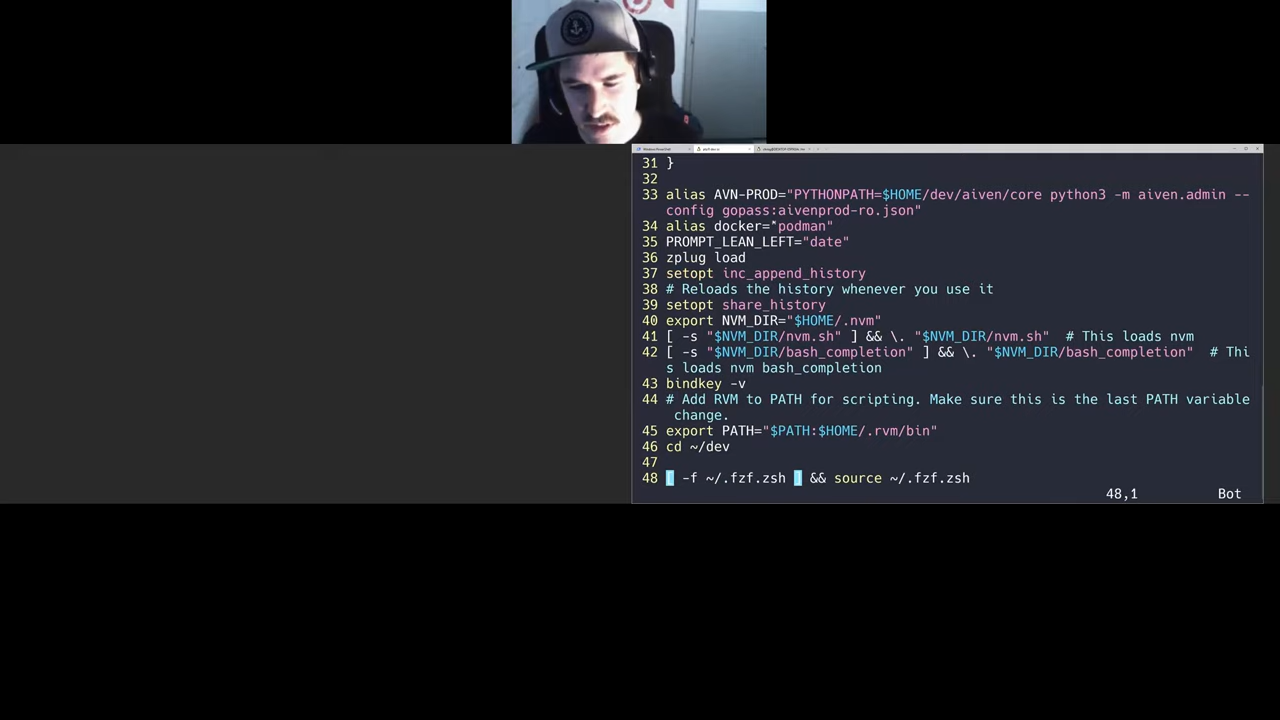 31 }
32
33 alias AVN-PROD="PYTHONPATH=$HOME/dev/aiven/core python3 -m aiven.admin --
config gopass:aivenprod-ro.json"
34 alias docker="podman"
35 PROMPT_LEAN_LEFT="date"
36 zplug load
37 setopt inc_append_history
38 # Reloads the history whenever you use it
39 setopt share_history
40 export NVM_DIR="$HOME/.nvm"
41 [ -s "$NVM_DIR/nvm.sh" ] && \. "$NVM_DIR/nvm.sh"  # This loads nvm
42 [ -s "$NVM_DIR/bash_completion" ] && \. "$NVM_DIR/bash_completion"  # Thi
s loads nvm bash_completion
43 bindkey -v
44 # Add RVM to PATH for scripting. Make sure this is the last PATH variable
change.
45 export PATH="$PATH:$HOME/.rvm/bin"
46 cd ~/dev
47
48 [ -f ~/.fzf.zsh ] && source ~/.fzf.zsh
48,1 Bot